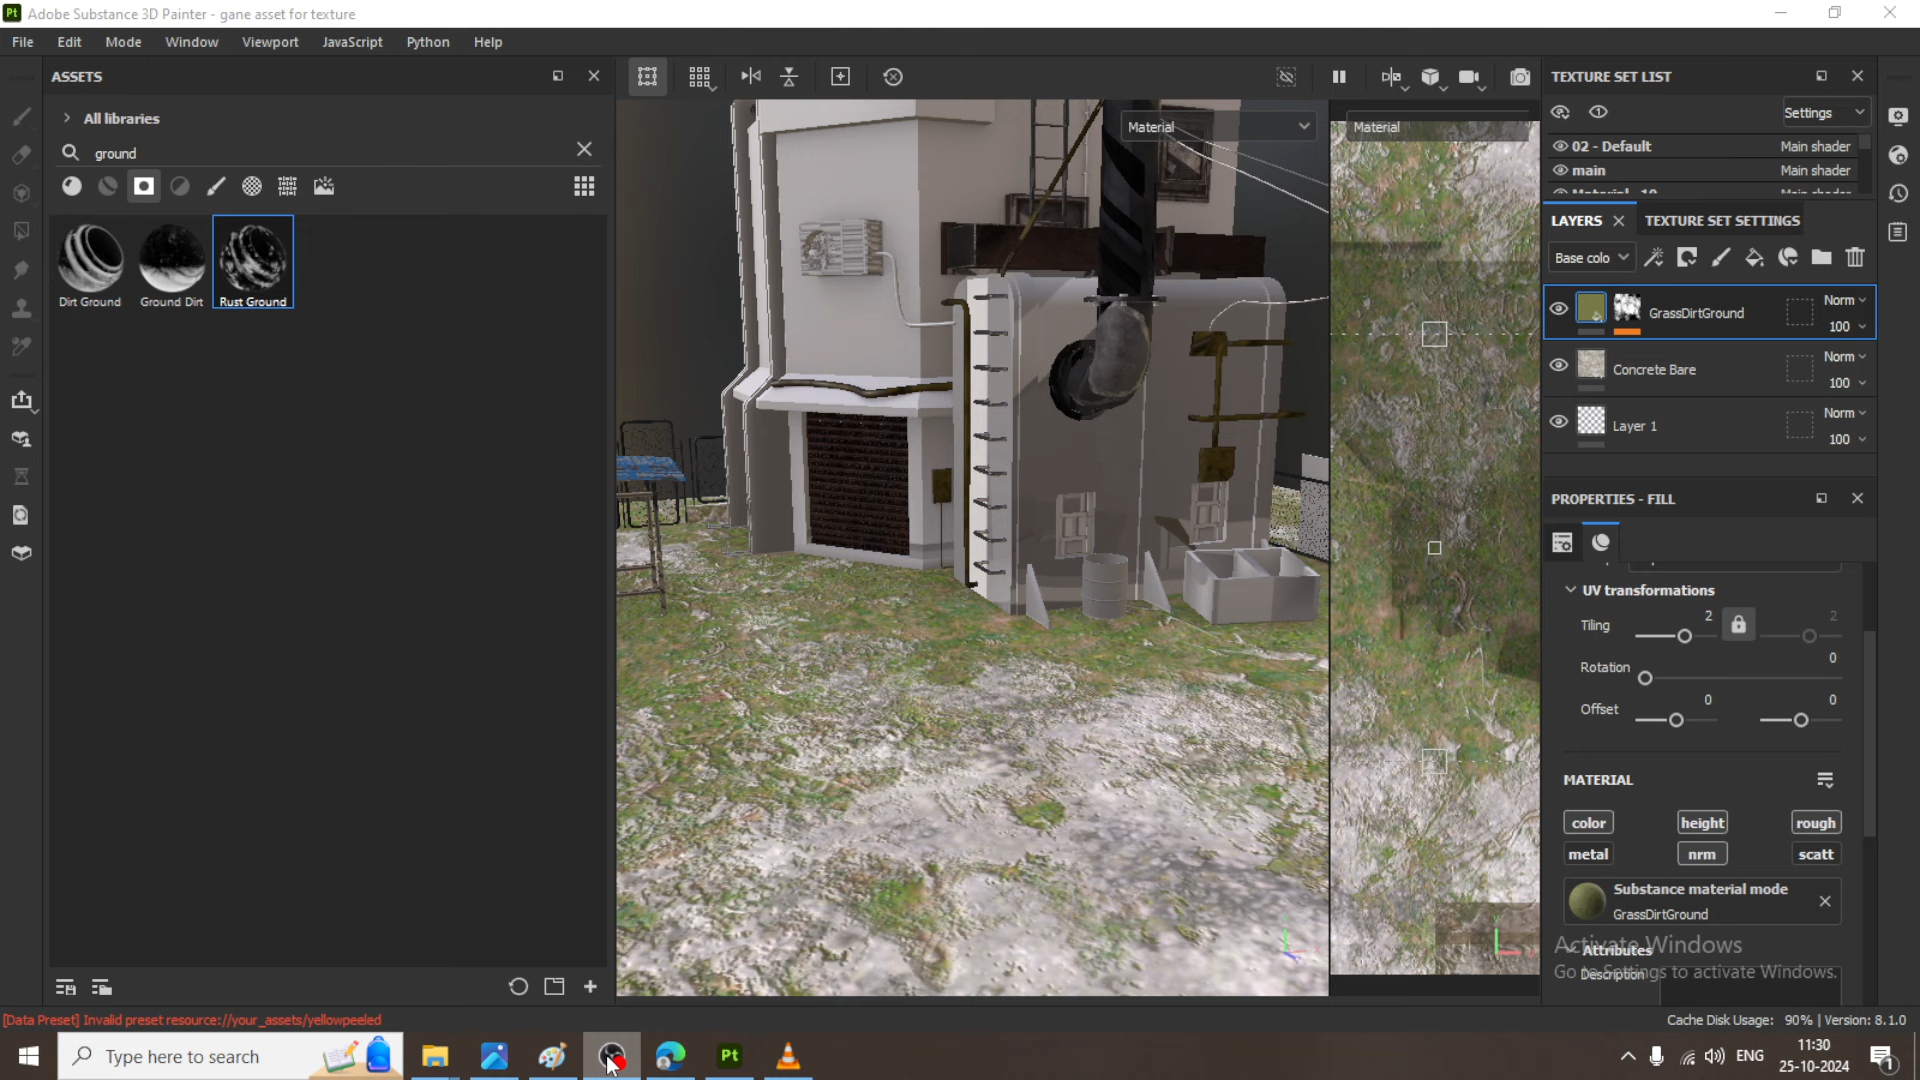 Pt Adobe Substance 3D Painter - gane asset for texture
File Edit Mode Window Viewport JavaScript Python Help
ASSETS
All libraries
ground
Dirt Ground Ground Dirt Rust Ground
Material
Material
TEXTURE SET LIST
Settings
02 - Default Main shader
main Main shader
LAYERS TEXTURE SET SETTINGS
Base colo
GrassDirtGround Norm
100
Concrete Bare Norm
100
Layer 1 Norm
100
PROPERTIES - FILL
UV transformations
Tiling 2 2
Rotation 0
Offset 0 0
MATERIAL
color height rough
metal nrm scatt
Substance material mode
GrassDirtGround
Attributes
Description
Activate Windows
Go to Settings to activate Windows.
[Data Preset] Invalid preset resource://your_assets/yellowpeeled
Cache Disk Usage: 90% | Version: 8.1.0
Type here to search
Pt
ENG
11:30
25-10-2024
1